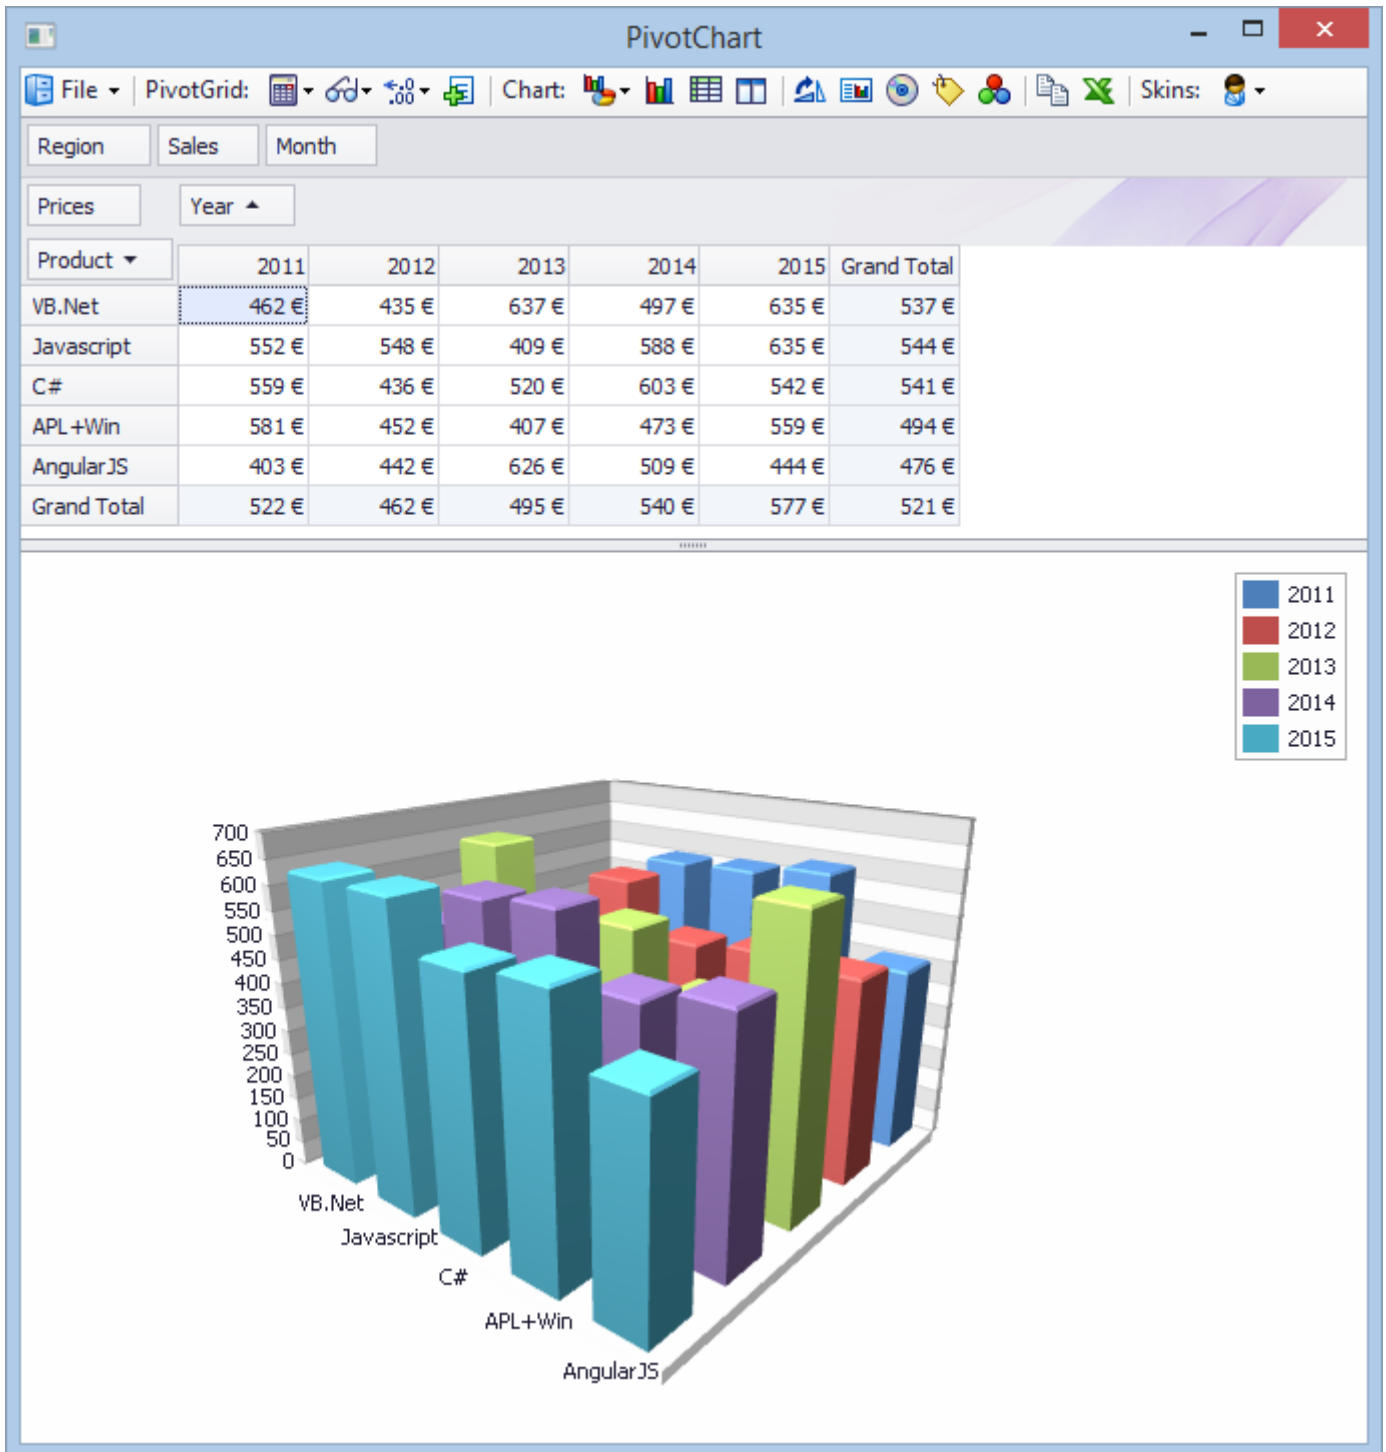 PivotChart
File PivotGrid: Chart: Skins:
Region Sales Month
Prices Year
Product 2011 2012 2013 2014 2015 Grand Total
VB.Net 462 € 435 € 637 € 497 € 635 € 537 €
Javascript 552 € 548 € 409 € 588 € 635 € 544 €
C# 559 € 436 € 520 € 603 € 542 € 541 €
APL+Win 581 € 452 € 407 € 473 € 559 € 494 €
AngularJS 403 € 442 € 626 € 509 € 444 € 476 €
Grand Total 522 € 462 € 495 € 540 € 577 € 521 €
2011
2012
2013
2014
2015
700
650
600
550
500
450
400
350
300
250
200
150
100
50
0
VB.Net
Javascript
C#
APL+Win
AngularJS